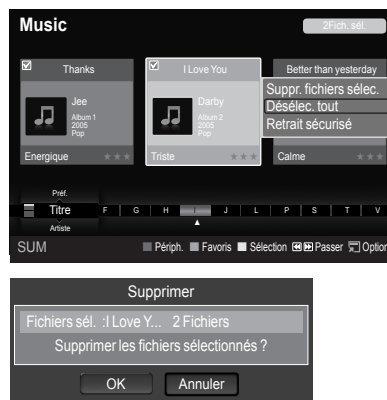 Music
2Fich. sél.
Thanks
I Love You
Better than yesterday
Suppr. fichiers sélec.
Désélec. tout
Retrait sécurisé
Jee
Album 1
2005
Pop
Darby
Album 2
2005
Pop
Energique
Triste
Calme
Préf.
Titre F G H I J L P S T V
Artiste
SUM Périph. Favoris Sélection Passer Option
Supprimer
Fichiers sél. :I Love Y... 2 Fichiers
Supprimer les fichiers sélectionnés ?
OK Annuler